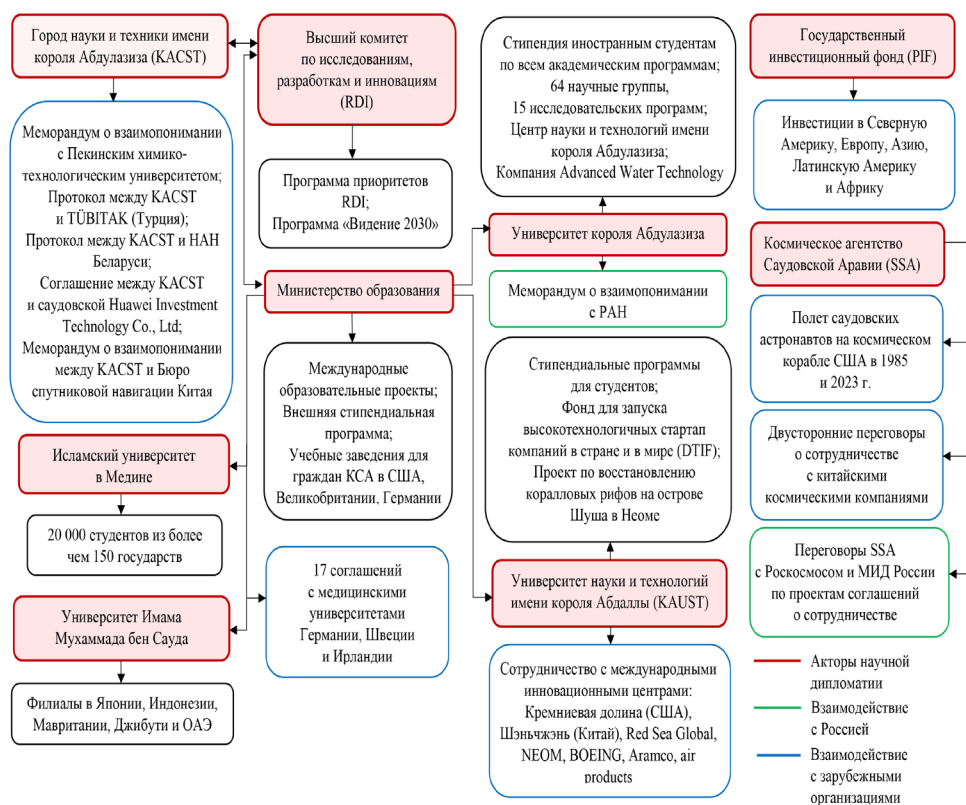 Город науки и техники имени
короля Абдулазиза (KACST)
Меморандум о взаимопонимании
с Пекинским химико-
технологическим университетом;
Протокол между KACST
и TÜBITAK (Турция);
Протокол между KACST и НАН
Беларуси;
Соглашение между KACST
и саудовской Huawei Investment
Technology Co., Ltd;
Меморандум о взаимопонимании
между KACST и Бюро
спутниковой навигации Китая
Исламский университет
в Медине
20 000 студентов из более
чем 150 государств
Университет Имама
Мухаммада бен Сауда
Филиалы в Японии, Индонезии,
Мавритании, Джибути и ОАЭ
Высший комитет
по исследованиям,
разработкам и инновациям
(RDI)
Программа приоритетов
RDI;
Программа «Видение 2030»
Министерство образования
Международные
образовательные проекты;
Внешняя стипендиальная
программа;
Учебные заведения для
граждан КСА в США,
Великобритании, Германии
17 соглашений
с медицинскими
университетами
Германии, Швеции
и Ирландии
Стипендия иностранным студентам
по всем академическим программам;
64 научные группы,
15 исследовательских программ;
Центр науки и технологий имени
короля Абдулазиза;
Компания Advanced Water Technology
Университет короля Абдулазиза
Меморандум о взаимопонимании
с РАН
Стипендиальные программы
для студентов;
Фонд для запуска
высокотехнологичных стартап
компаний в стране и в мире (DTIF);
Проект по восстановлению
коралловых рифов на острове
Шуша в Неоме
Университет науки и технологий
имени короля Абдаллы (KAUST)
Сотрудничество с международными
инновационными центрами:
Кремниевая долина (США),
Шэньчжэнь (Китай), Red Sea Global,
NEOM, BOEING, Aramco, air
products
Государственный
инвестиционный фонд (PIF)
Инвестиции в Северную
Америку, Европу, Азию,
Латинскую Америку
и Африку
Космическое агентство
Саудовской Аравии (SSA)
Полет саудовских
астронавтов на космическом
корабле США в 1985
и 2023 г.
Двусторонние переговоры
о сотрудничестве
с китайскими
космическими компаниями
Переговоры SSA
с Роскосмосом и МИД России
по проектам соглашений
о сотрудничестве
Акторы научной
дипломатии
Взаимодействие
с Россией
Взаимодействие
с зарубежными
организациями